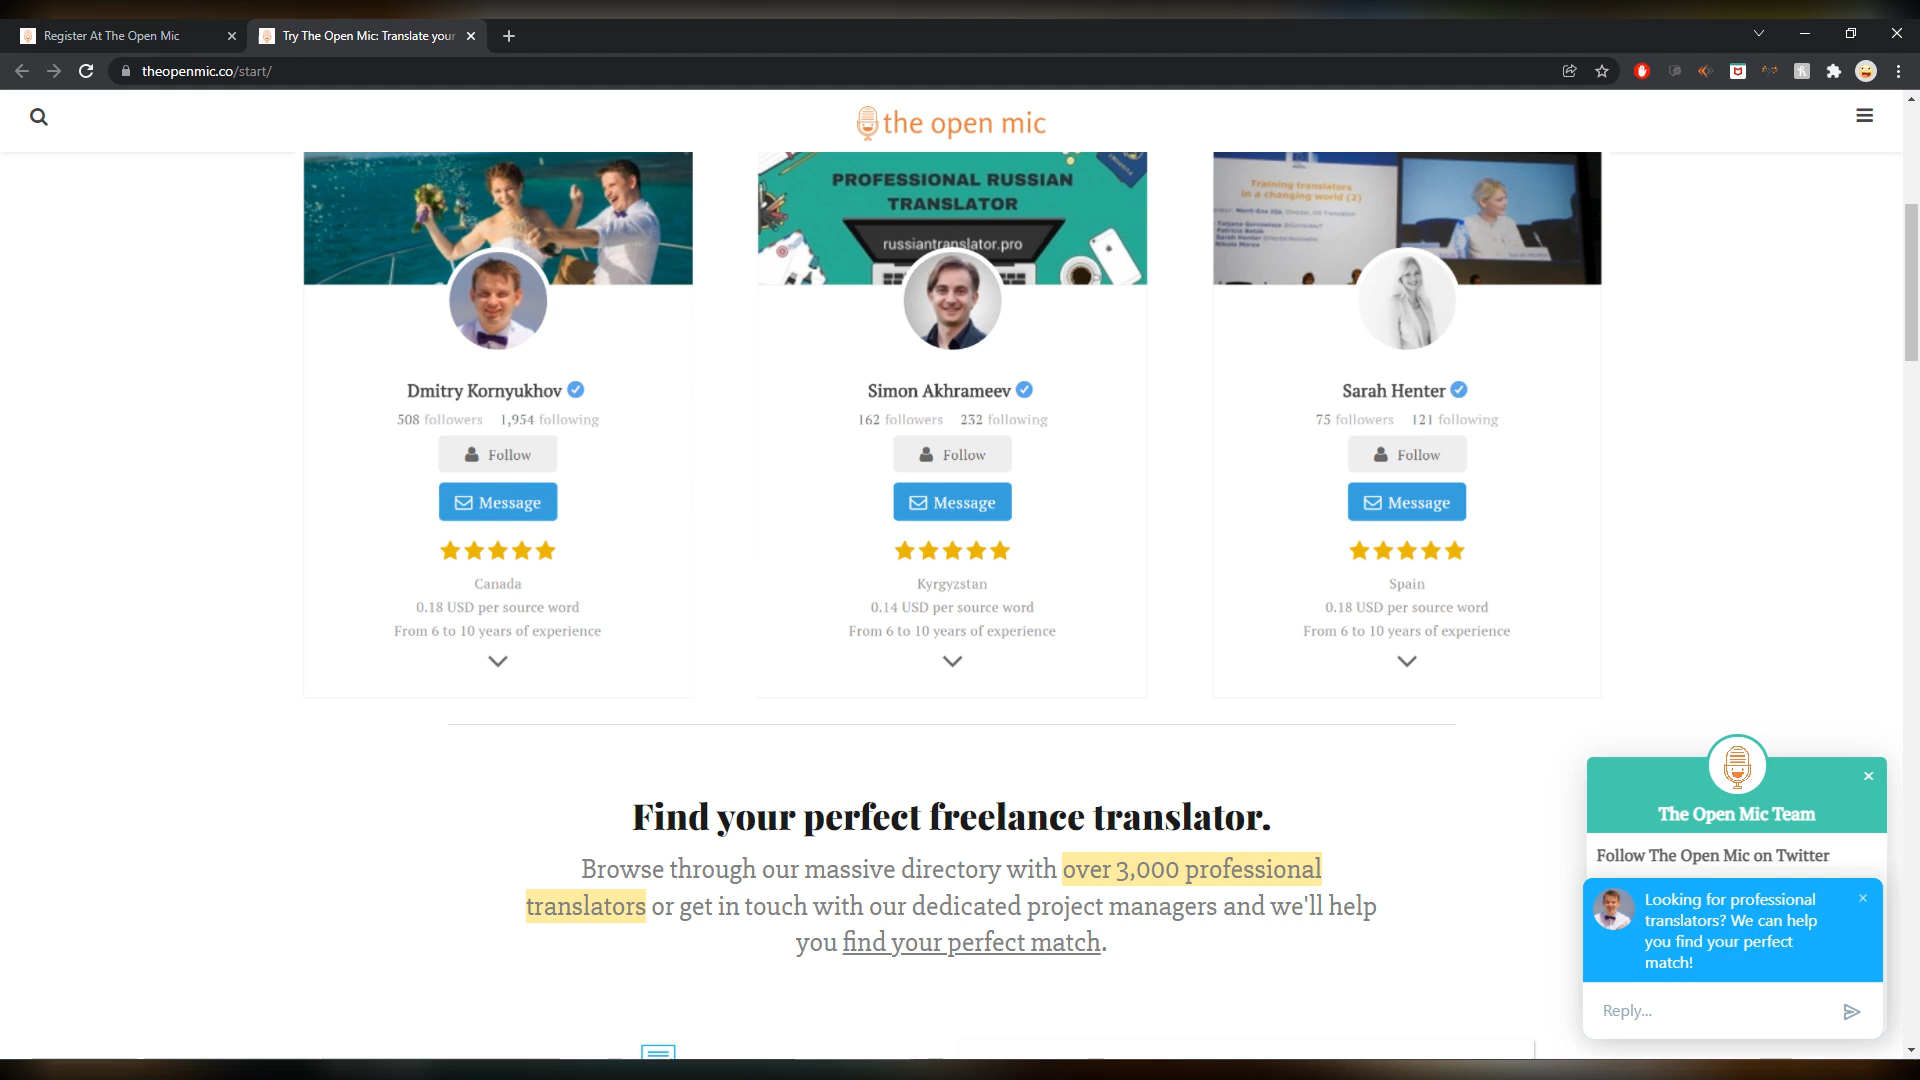 Register At The Open Mic
Try The Open Mic: Translate your
theopenmic.co/start/
the open mic
PROFESSIONAL RUSSIAN
TRANSLATOR
russiantranslator.pro
Training translators
in a changing world (2)
Dmitry Kornyukhov
508 followers 1,954 following
Follow
Message
Canada
0.18 USD per source word
From 6 to 10 years of experience
Simon Akhrameev
162 followers 232 following
Follow
Message
Kyrgyzstan
0.14 USD per source word
From 6 to 10 years of experience
Sarah Henter
75 followers 121 following
Follow
Message
Spain
0.18 USD per source word
From 6 to 10 years of experience
Find your perfect freelance translator.
Browse through our massive directory with over 3,000 professional
translators or get in touch with our dedicated project managers and we'll help
you find your perfect match.
The Open Mic Team
Follow The Open Mic on Twitter
Looking for professional
translators? We can help
you find your perfect
match!
Reply...